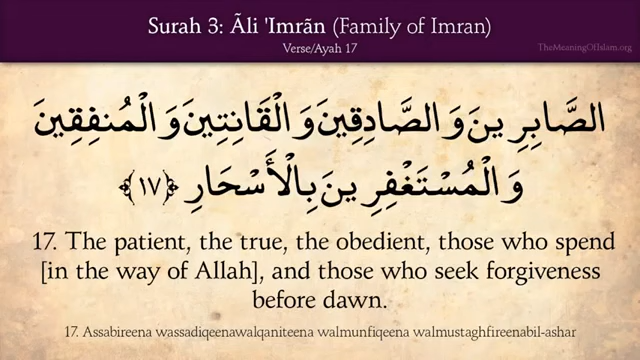 Surah 3: Ãli 'Imrãn (Family of Imran)
Verse/Ayah 17
TheMeaningOfIslam.org
الصَّابِرِينَ وَالصَّادِقِينَ وَالْقَانِتِينَ وَالْمُنفِقِينَ
وَالْمُسْتَغْفِرِينَ بِالْأَسْحَارِ ﴿١٧﴾
17. The patient, the true, the obedient, those who spend
[in the way of Allah], and those who seek forgiveness
before dawn.
17. Assabireena wassadiqeenawalqaniteena walmunfiqeena walmustaghfireenabil-ashar